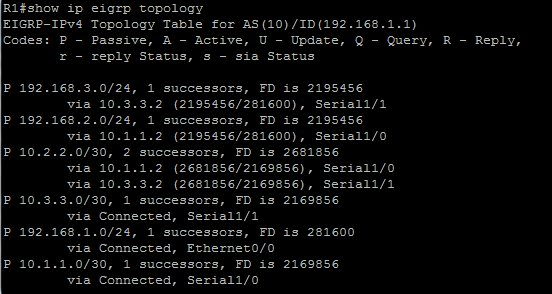 R1#show ip eigrp topology
EIGRP-IPv4 Topology Table for AS(10)/ID(192.168.1.1)
Codes: P - Passive, A - Active, U - Update, Q - Query, R - Reply,
       r - reply Status, s - sia Status
P 192.168.3.0/24, 1 successors, FD is 2195456
        via 10.3.3.2 (2195456/281600), Serial1/1
P 192.168.2.0/24, 1 successors, FD is 2195456
        via 10.1.1.2 (2195456/281600), Serial1/0
P 10.2.2.0/30, 2 successors, FD is 2681856
        via 10.1.1.2 (2681856/2169856), Serial1/0
        via 10.3.3.2 (2681856/2169856), Serial1/1
P 10.3.3.0/30, 1 successors, FD is 2169856
        via Connected, Serial1/1
P 192.168.1.0/24, 1 successors, FD is 281600
        via Connected, Ethernet0/0
P 10.1.1.0/30, 1 successors, FD is 2169856
        via Connected, Serial1/0